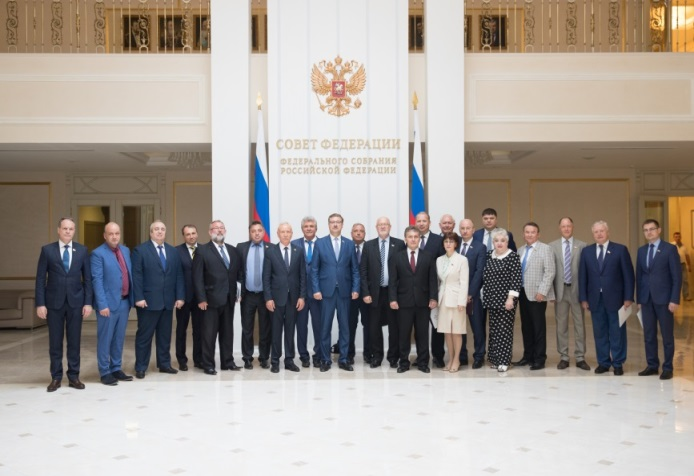 СОВЕТ ФЕДЕРАЦИИ
ФЕДЕРАЛЬНОГО СОБРАНИЯ
РОССИЙСКОЙ ФЕДЕРАЦИИ